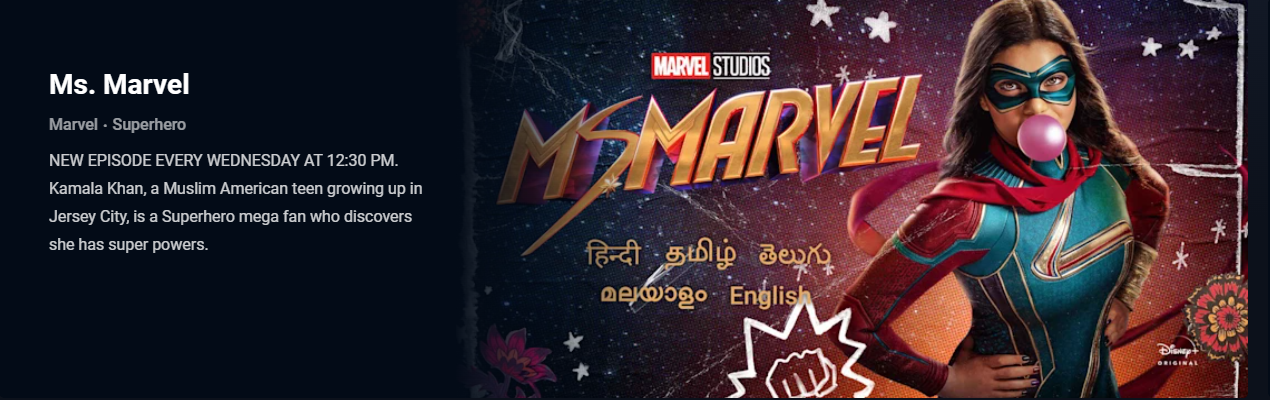 Ms. Marvel
Marvel · Superhero
NEW EPISODE EVERY WEDNESDAY AT 12:30 PM.
Kamala Khan, a Muslim American teen growing up in
Jersey City, is a Superhero mega fan who discovers
she has super powers.
MARVEL STUDIOS
MS MARVEL
हिन्दी தமிழ் తెలుగు
മലയാളം English
Disney+
ORIGINAL